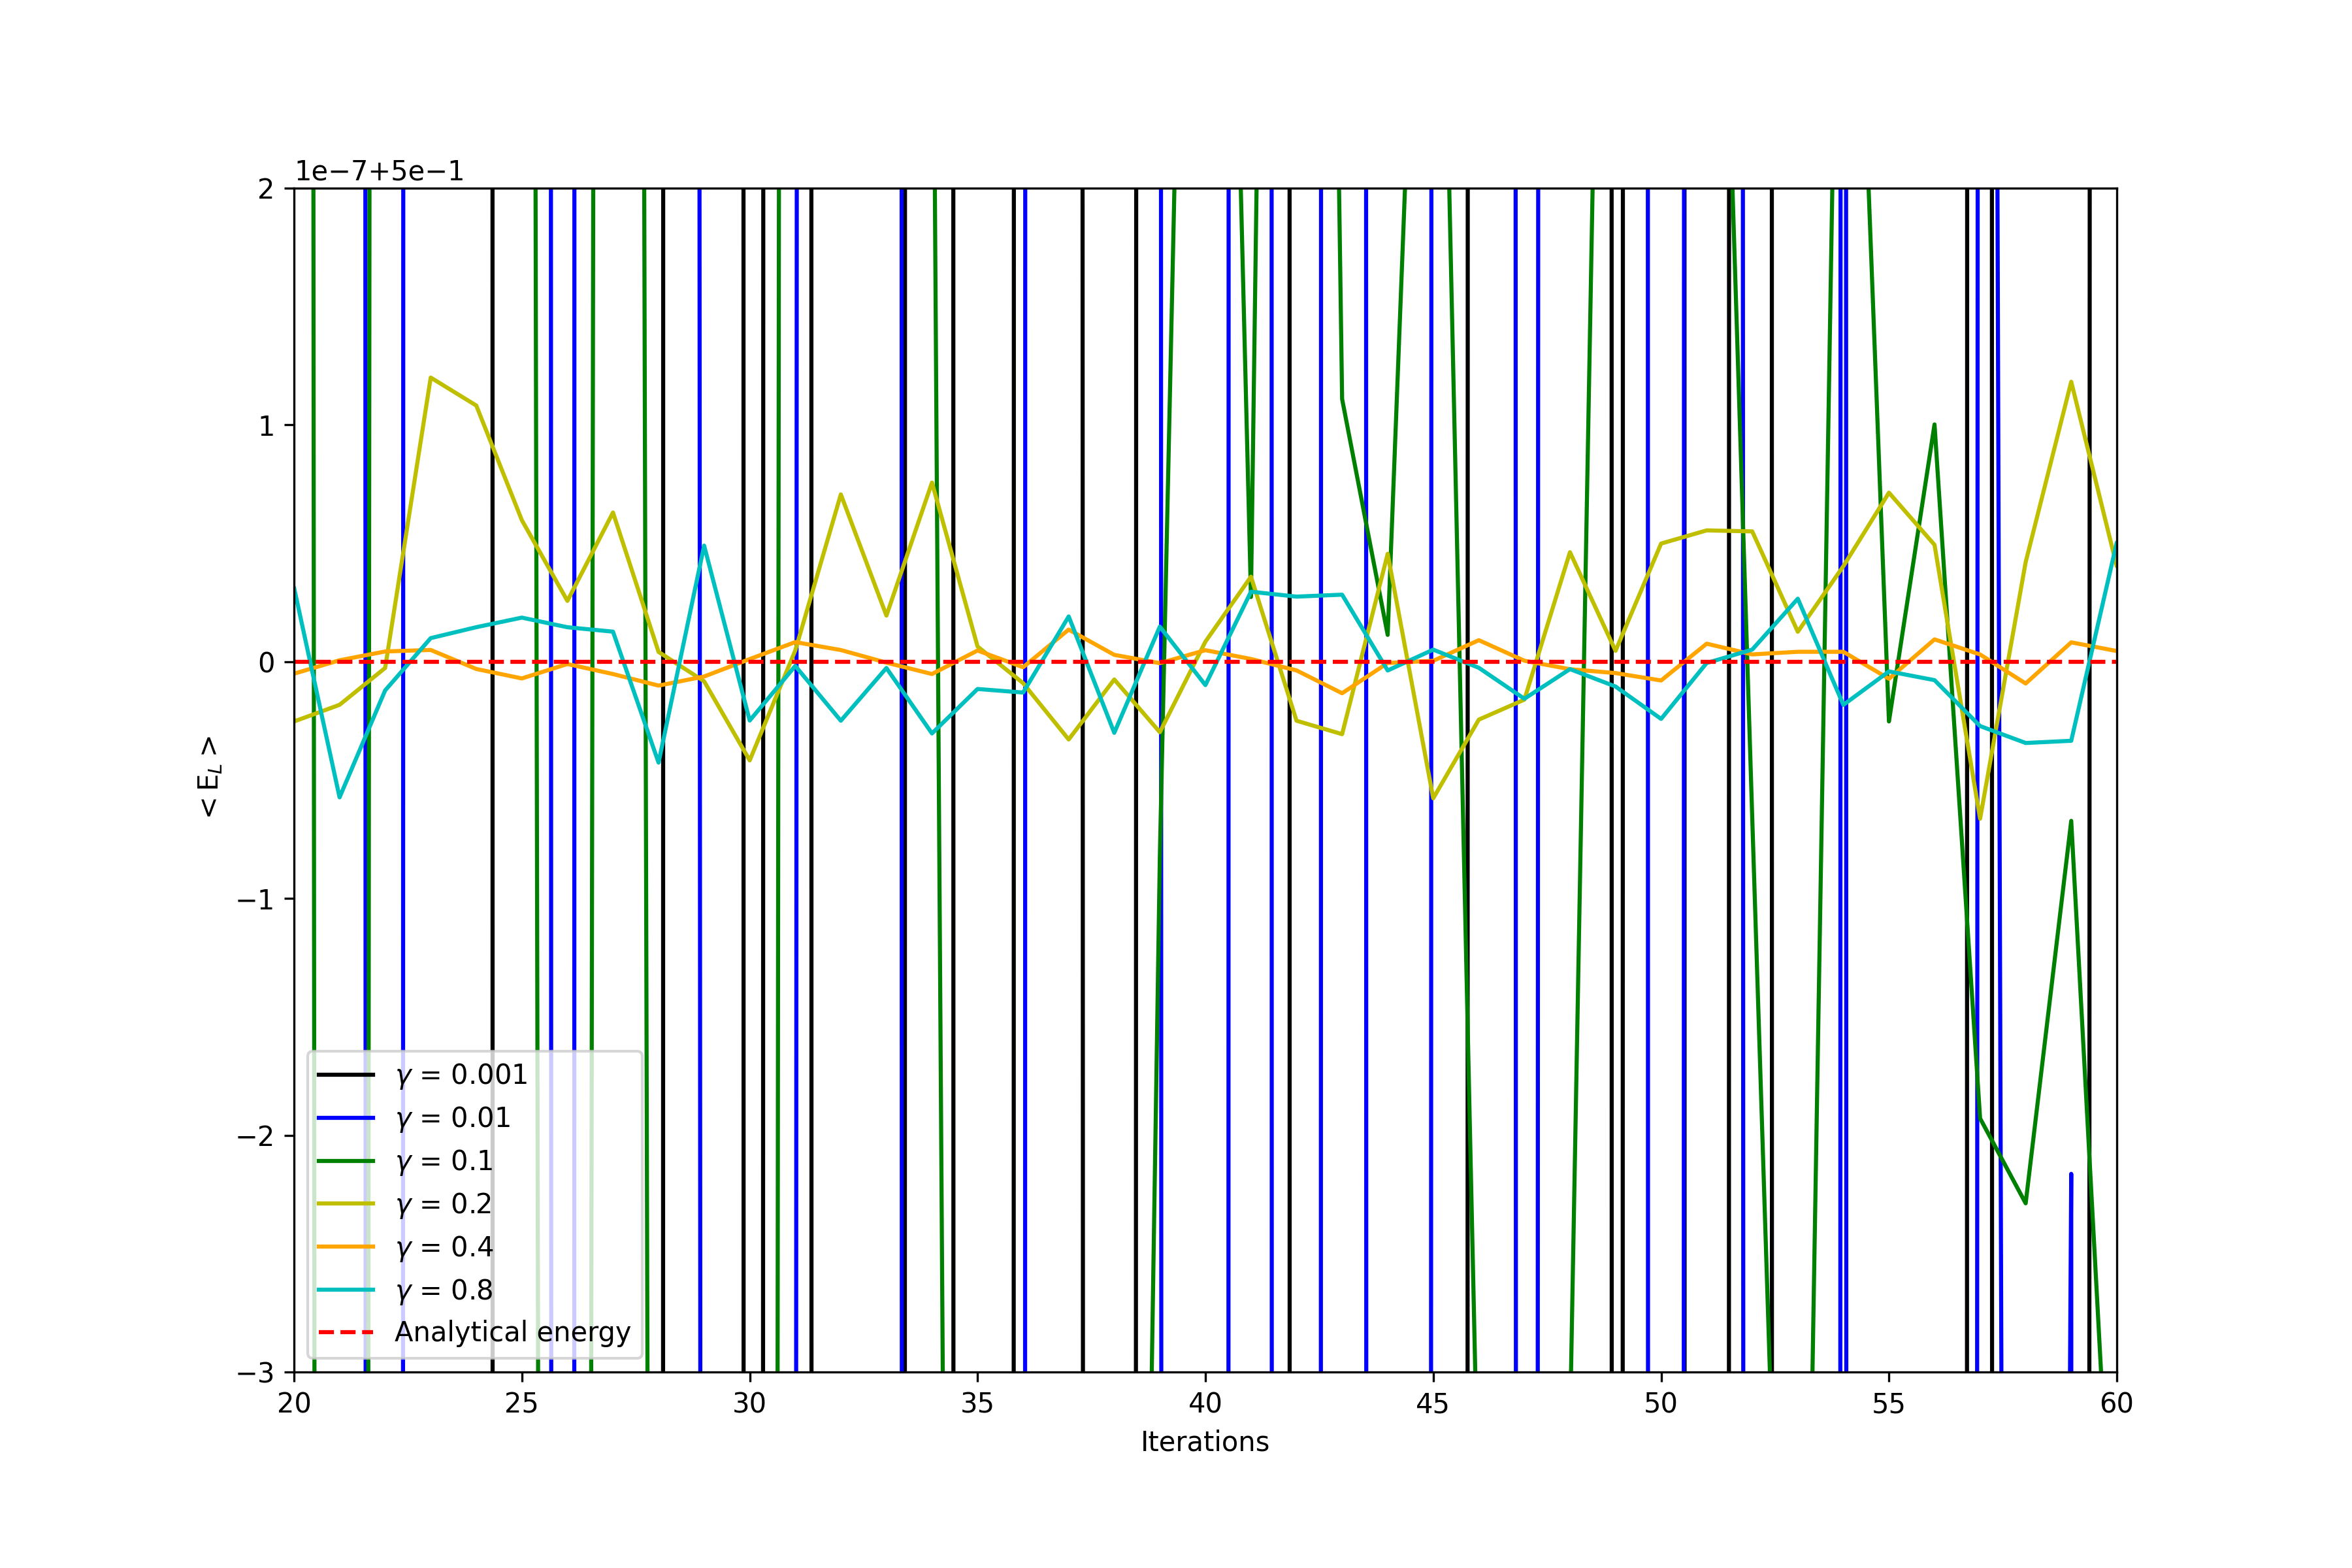 1e−7+5e−1
2
1
0
−1
−2
−3
< E_L >
γ = 0.001
γ = 0.01
γ = 0.1
γ = 0.2
γ = 0.4
γ = 0.8
Analytical energy
20 25 30 35 40 45 50 55 60
Iterations